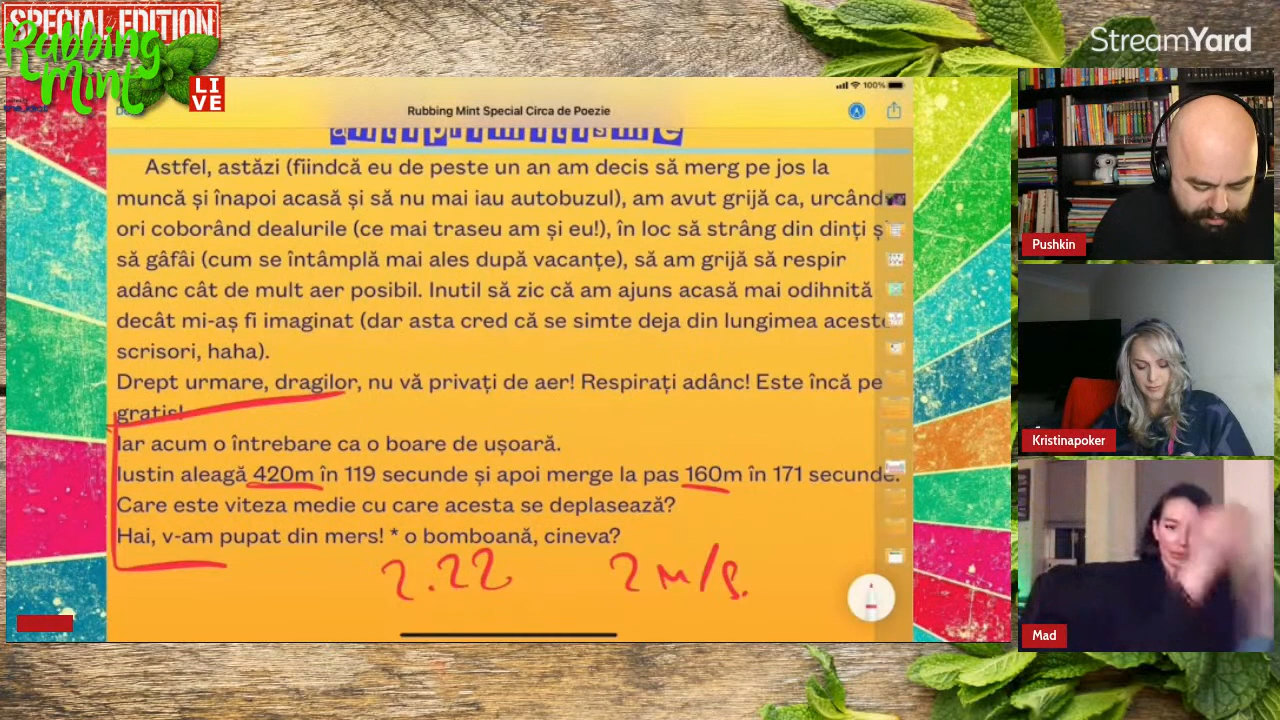 SPECIAL EDITION
Rubbing
Mint
LIVE
StreamYard
100%
Rubbing Mint Special Circa de Poezie
antiprimitisme
Astfel, astăzi (fiindcă eu de peste un an am decis să merg pe jos la
muncă și înapoi acasă și să nu mai iau autobuzul), am avut grijă ca, urcând
ori coborând dealurile (ce mai traseu am și eu!), în loc să strâng din dinți ș
să gâfâi (cum se întâmplă mai ales după vacanțe), să am grijă să respir
adânc cât de mult aer posibil. Inutil să zic că am ajuns acasă mai odihnită
decât mi-aș fi imaginat (dar asta cred că se simte deja din lungimea aceste
scrisori, haha).
Drept urmare, dragilor, nu vă privați de aer! Respirați adânc! Este încă pe
gratis!
Iar acum o întrebare ca o boare de ușoară.
Iustin aleagă 420m în 119 secunde și apoi merge la pas 160m în 171 secunde.
Care este viteza medie cu care acesta se deplasează?
Hai, v-am pupat din mers! * o bomboană, cineva?
2.22 2 m/s.
Pushkin
Kristinapoker
Mad